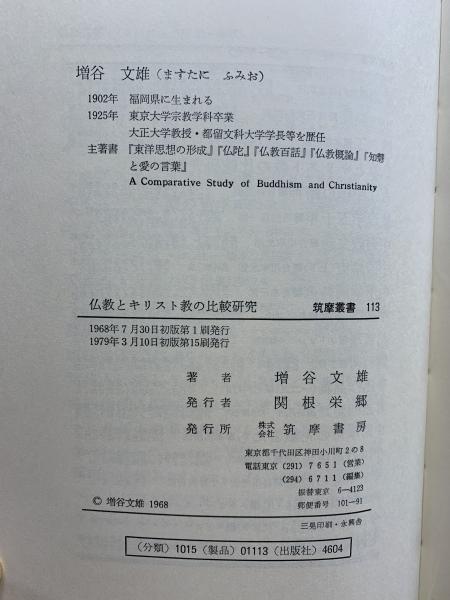 増谷 文雄(ますたに ふみお)
1902年 福岡県に生まれる
1925年 東京大学宗教学科卒業
大正大学教授・都留文科大学学長等を歴任
主著書 『東洋思想の形成』『仏陀』『仏教百話』『仏教概論』『知慧
と愛の言葉』
A Comparative Study of Buddhism and Christianity
仏教とキリスト教の比較研究 筑摩叢書 113
1968年7月30日初版第1刷発行
1979年3月10日初版第15刷発行
著者 増谷文雄
発行者 関根栄郷
発行所 株式会社 筑摩書房
東京都千代田区神田小川町2の8
電話東京 (291) 7651 (営業)
(294) 6711 (編集)
振替東京 6-4123
郵便番号 101-91
© 増谷文雄 1968
三晃印刷・永興舎
(分類) 1015 (製品) 01113 (出版社) 4604